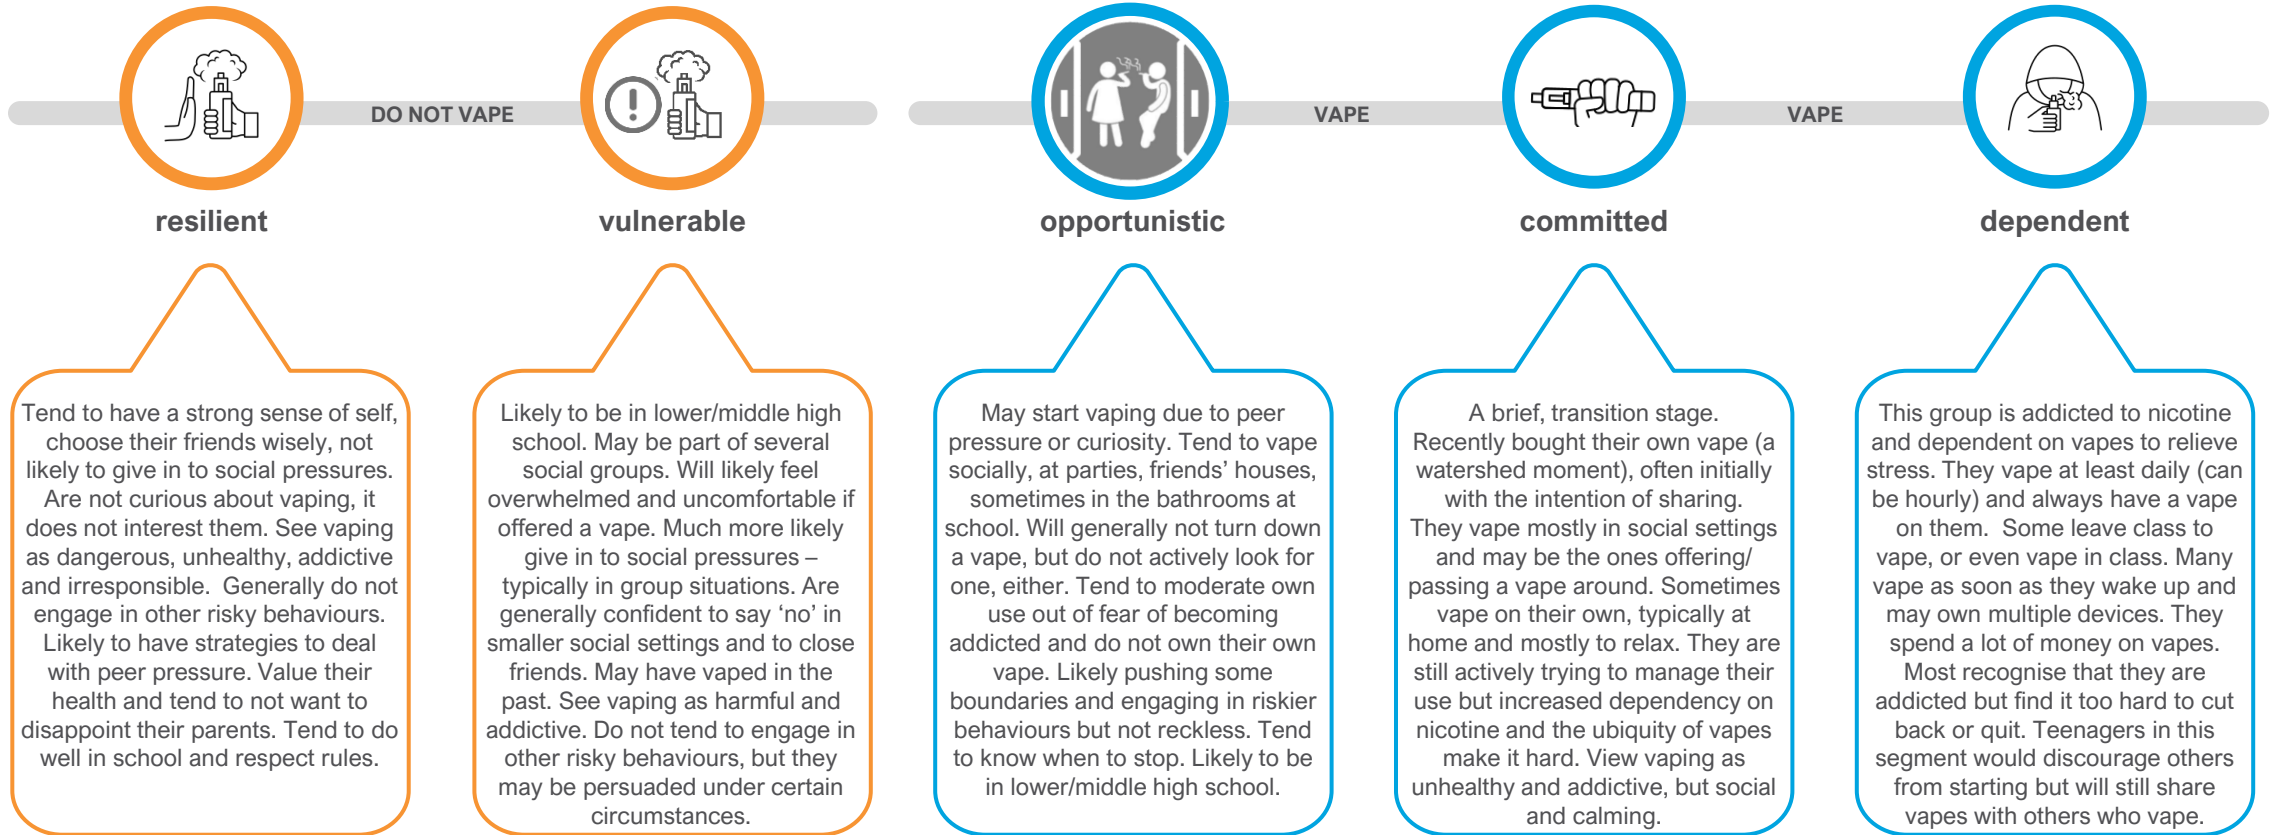 DO NOT VAPE
VAPE
VAPE
resilient
vulnerable
opportunistic
committed
dependent
Tend to have a strong sense of self,
choose their friends wisely, not
likely to give in to social pressures.
Are not curious about vaping, it
does not interest them. See vaping
as dangerous, unhealthy, addictive
and irresponsible.  Generally do not
engage in other risky behaviours.
Likely to have strategies to deal
with peer pressure. Value their
health and tend to not want to
disappoint their parents. Tend to do
well in school and respect rules.
Likely to be in lower/middle high
school. May be part of several
social groups. Will likely feel
overwhelmed and uncomfortable if
offered a vape. Much more likely
give in to social pressures –
typically in group situations. Are
generally confident to say ‘no’ in
smaller social settings and to close
friends. May have vaped in the
past. See vaping as harmful and
addictive. Do not tend to engage in
other risky behaviours, but they
may be persuaded under certain
circumstances.
May start vaping due to peer
pressure or curiosity. Tend to vape
socially, at parties, friends’ houses,
sometimes in the bathrooms at
school. Will generally not turn down
a vape, but do not actively look for
one, either. Tend to moderate own
use out of fear of becoming
addicted and do not own their own
vape. Likely pushing some
boundaries and engaging in riskier
behaviours but not reckless. Tend
to know when to stop. Likely to be
in lower/middle high school.
A brief, transition stage.
Recently bought their own vape (a
watershed moment), often initially
with the intention of sharing.
They vape mostly in social settings
and may be the ones offering/
passing a vape around. Sometimes
vape on their own, typically at
home and mostly to relax. They are
still actively trying to manage their
use but increased dependency on
nicotine and the ubiquity of vapes
make it hard. View vaping as
unhealthy and addictive, but social
and calming.
This group is addicted to nicotine
and dependent on vapes to relieve
stress. They vape at least daily (can
be hourly) and always have a vape
on them.  Some leave class to
vape, or even vape in class. Many
vape as soon as they wake up and
may own multiple devices. They
spend a lot of money on vapes.
Most recognise that they are
addicted but find it too hard to cut
back or quit. Teenagers in this
segment would discourage others
from starting but will still share
vapes with others who vape.